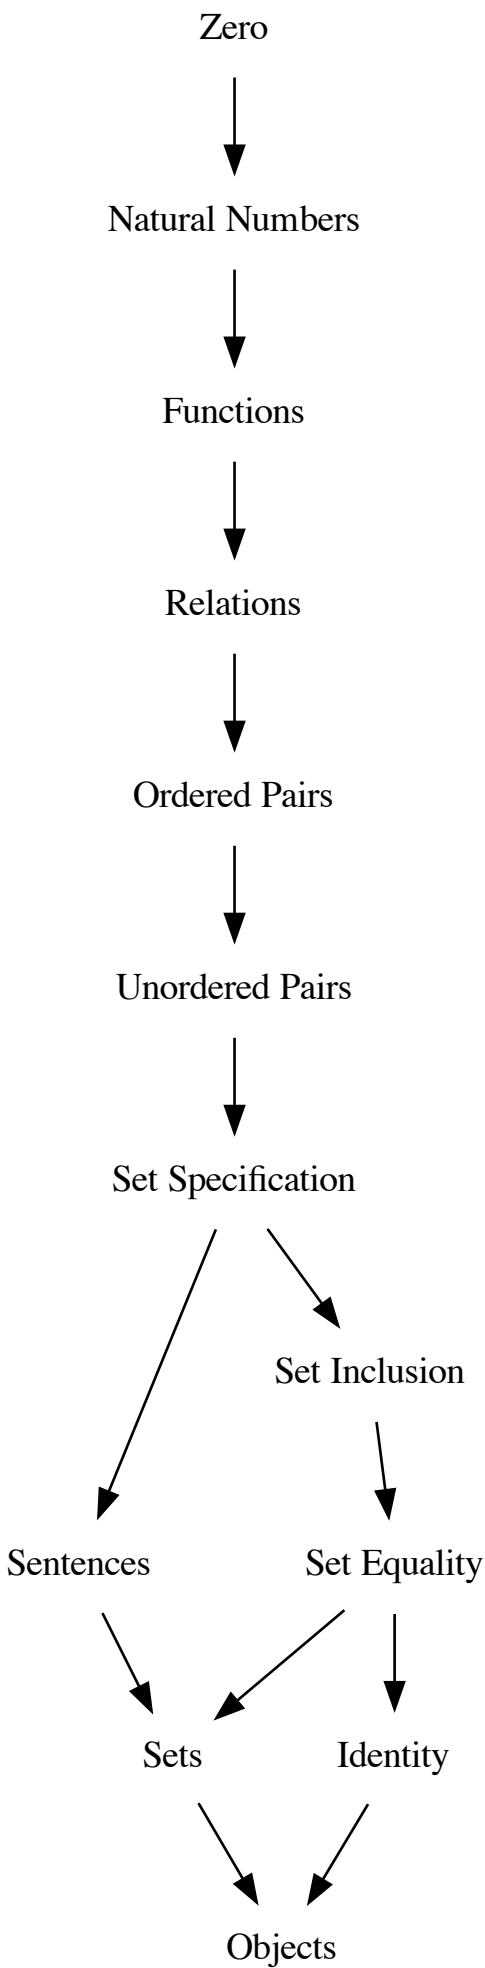 Zero
Natural Numbers
Functions
Relations
Ordered Pairs
Unordered Pairs
Set Specification
Set Inclusion
Sentences
Set Equality
Sets
Identity
Objects